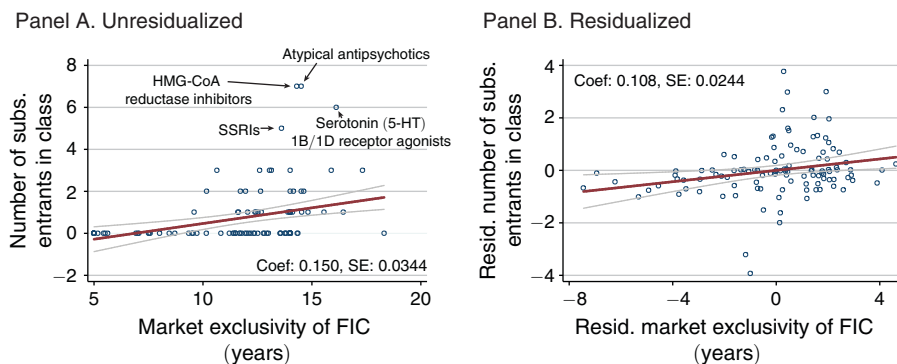 Panel A. Unresidualized
Number of subs.
entrants in class
8
6
4
2
0
−2
Atypical antipsychotics
HMG-CoA
reductase inhibitors
SSRIs
Serotonin (5-HT)
1B/1D receptor agonists
Coef: 0.150, SE: 0.0344
5
10
15
20
Market exclusivity of FIC
(years)
Panel B. Residualized
Resid. number of subs.
entrants in class
4
2
0
−2
−4
Coef: 0.108, SE: 0.0244
−8
−4
0
4
Resid. market exclusivity of FIC
(years)